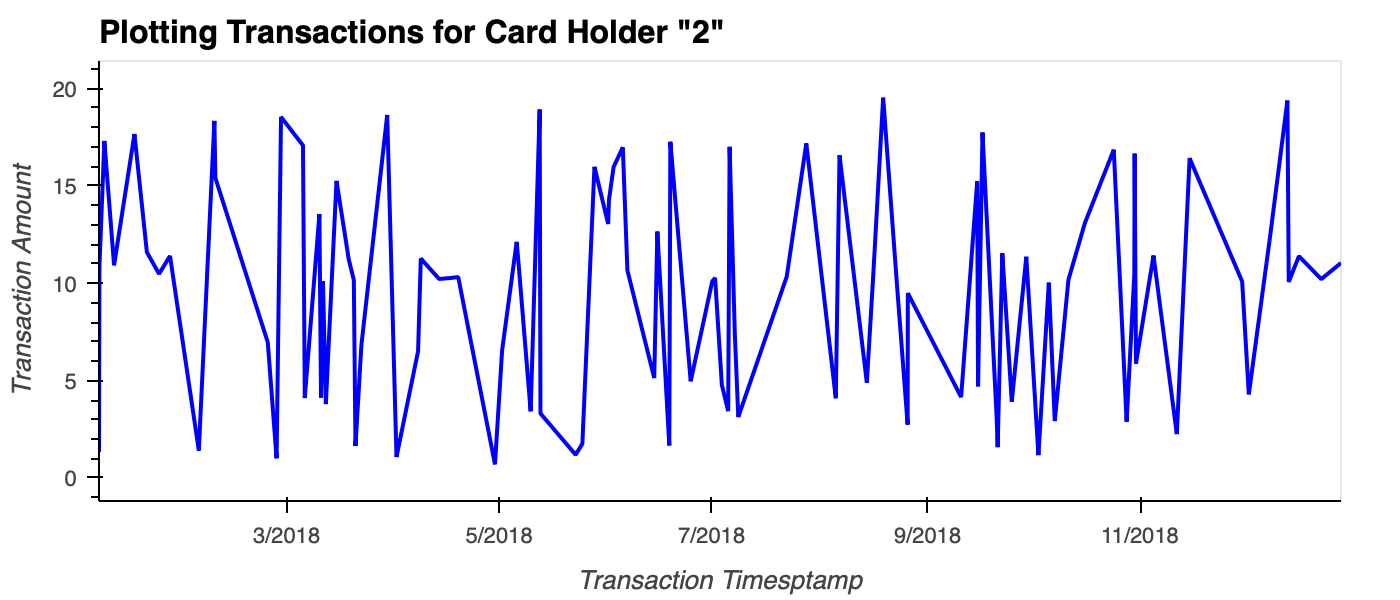 Plotting Transactions for Card Holder "2"
Transaction Amount
20
15
10
5
0
3/2018 5/2018 7/2018 9/2018 11/2018
Transaction Timesptamp